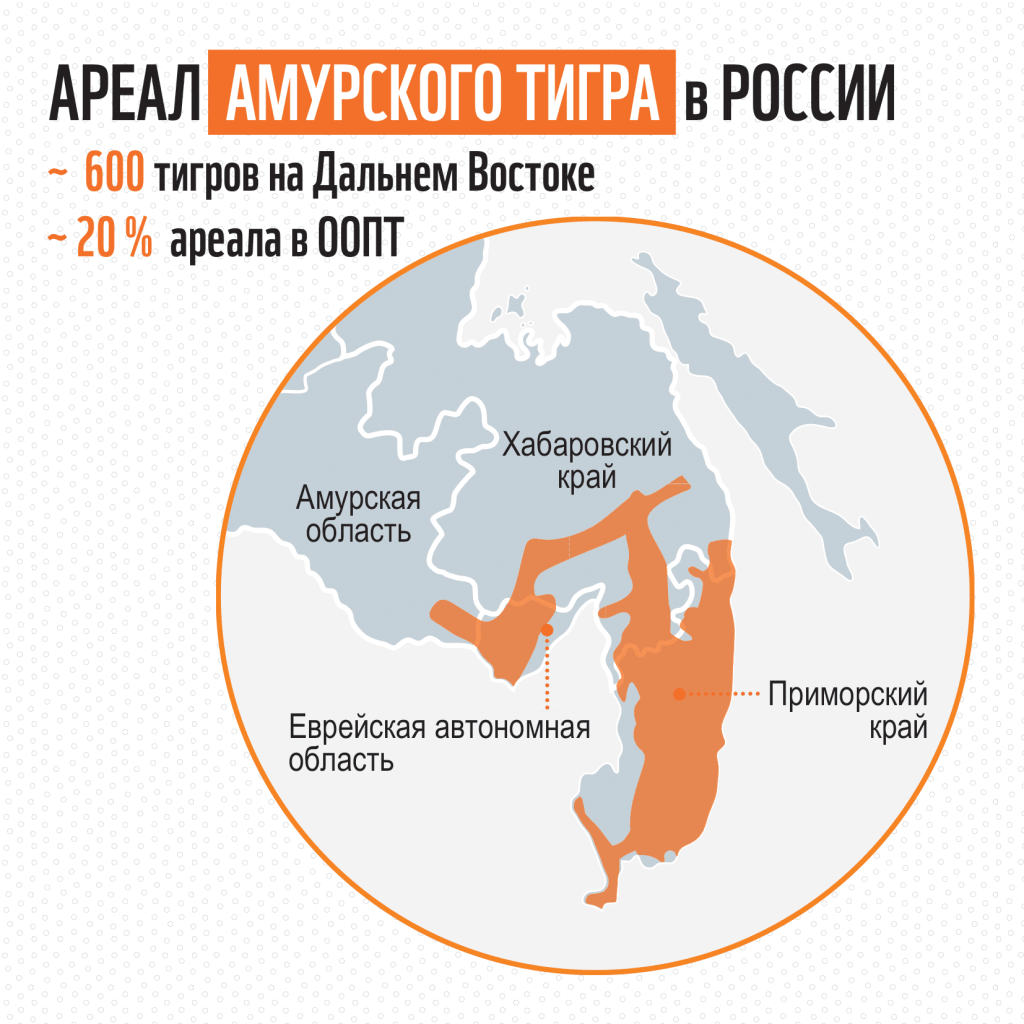 АРЕАЛ АМУРСКОГО ТИГРА в РОССИИ
~ 600 тигров на Дальнем Востоке
~ 20 % ареала в ООПТ
Хабаровский
край
Амурская
область
Приморский
край
Еврейская автономная
область